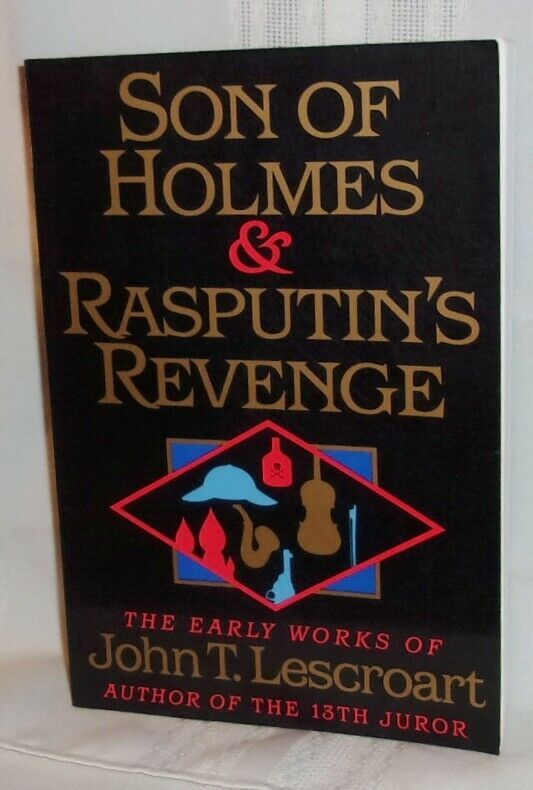 SON OF
HOLMES
&
RASPUTIN'S
REVENGE
THE EARLY WORKS OF
John T. Lescroart
AUTHOR OF THE 13TH JUROR